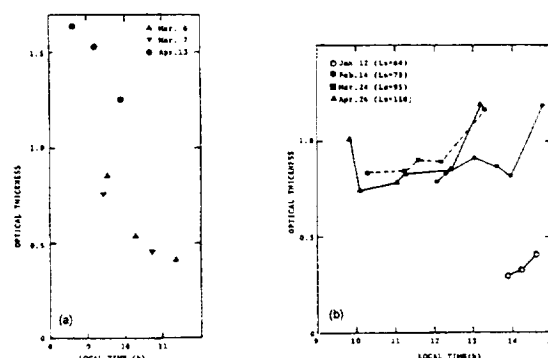 ▲ Mar. 6
▼ Mar. 7
● Apr.13
1.5
1.0
0.5
0
OPTICAL THICKNESS
(a)
8 9 10 11
LOCAL TIME (h)
○ Jan 12 (Ls=64)
● Feb.14 (Ls=78)
■ Mar.24 (Ls=95)
▲ Apr.26 (Ls=110)
1.0
0.5
0
OPTICAL THICKNESS
(b)
9 10 11 12 13 14
LOCAL TIME(h)